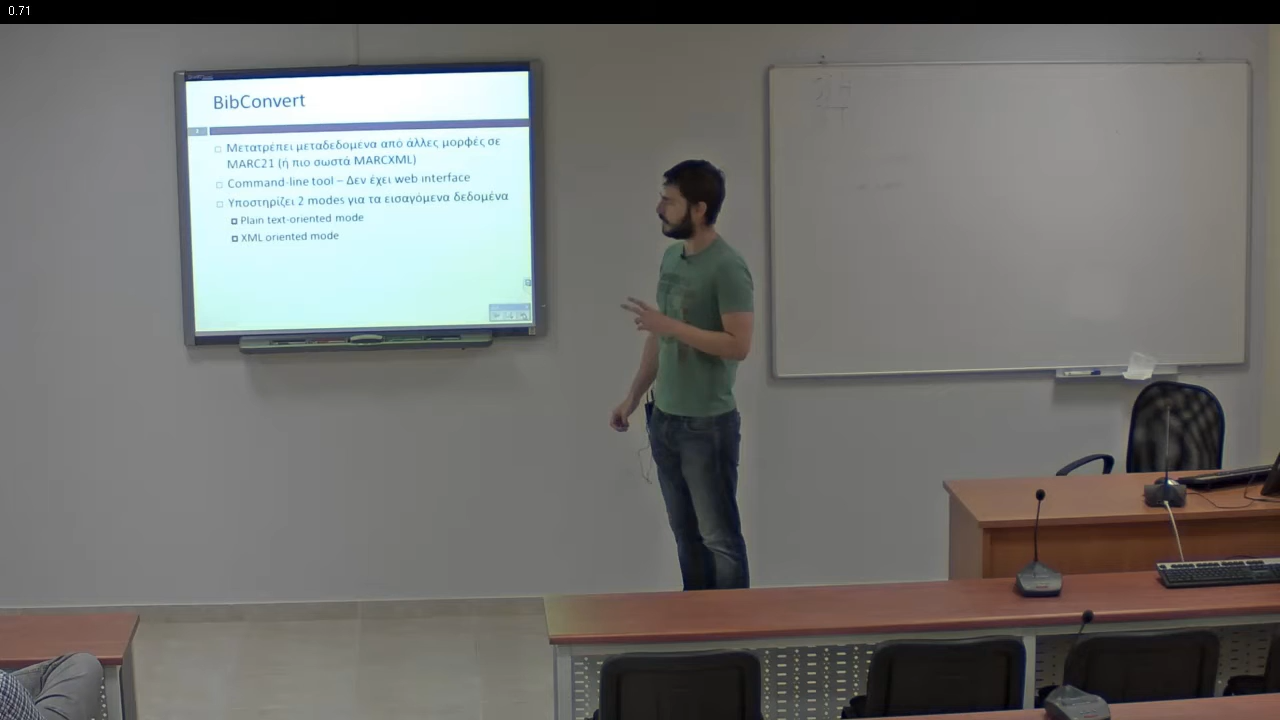 0.71
BibConvert
Μετατρέπει μεταδεδομένα από άλλες μορφές σε
MARC21 (ή πιο σωστά MARCXML)
Command-line tool – Δεν έχει web interface
Υποστηρίζει 2 modes για τα εισαγόμενα δεδομένα
Plain text-oriented mode
XML oriented mode